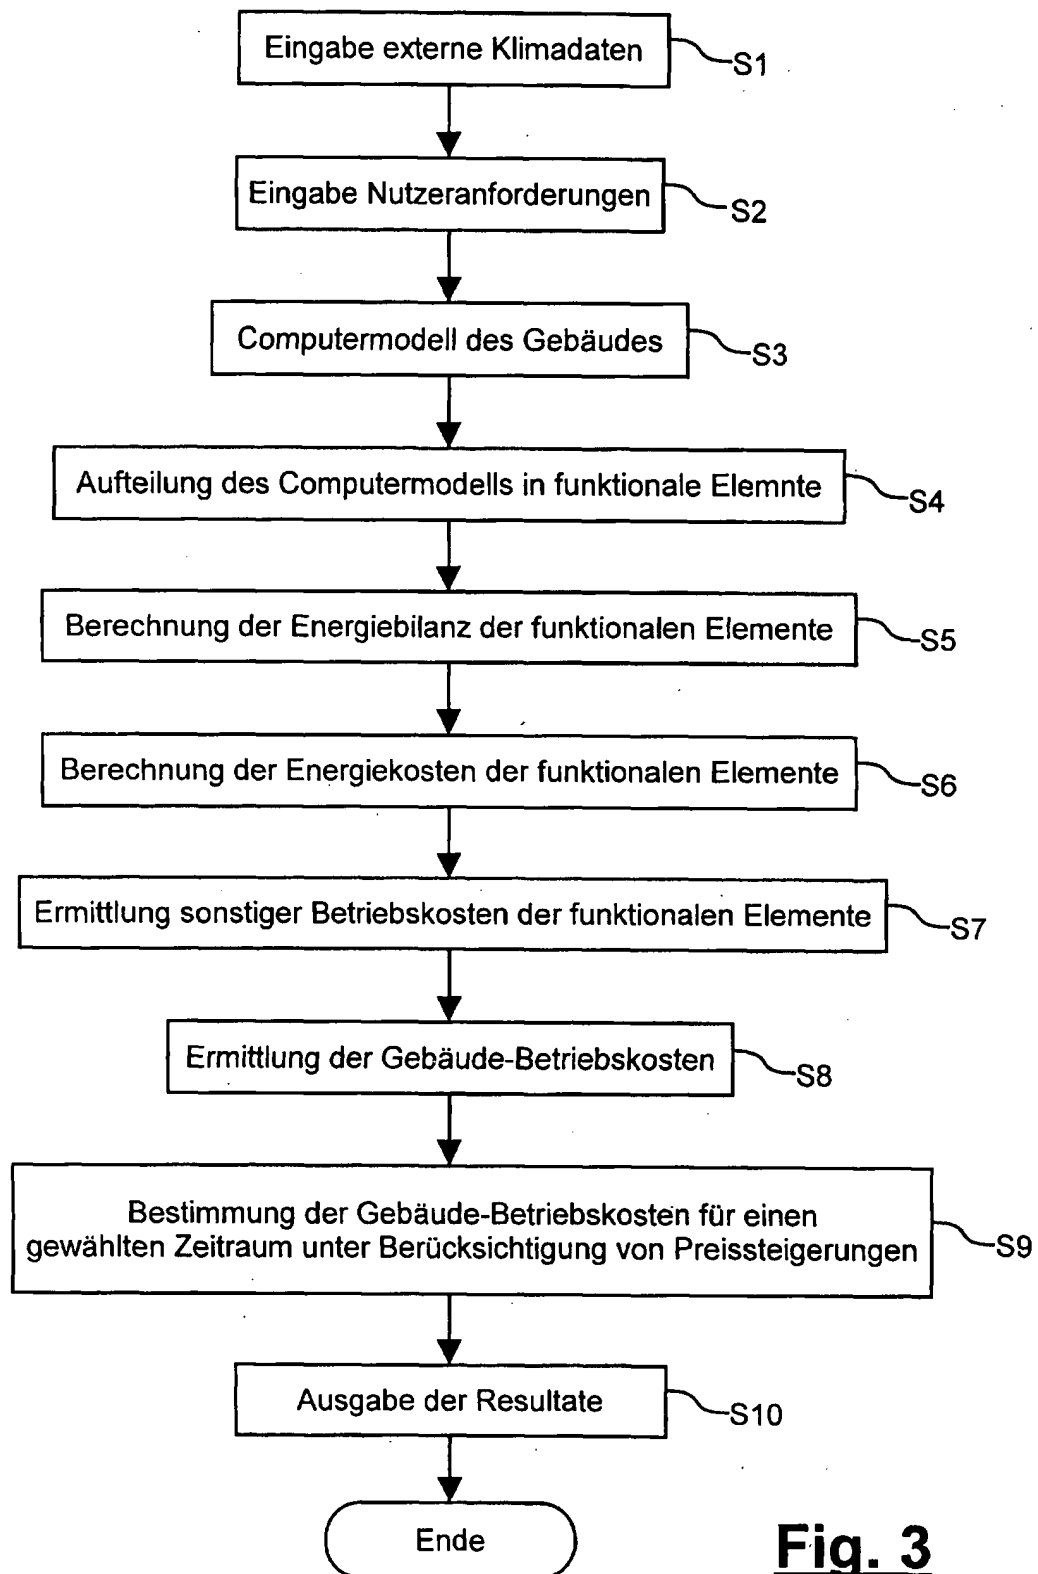 Eingabe externe Klimadaten
S1
Eingabe Nutzeranforderungen
S2
Computermodell des Gebäudes
S3
Aufteilung des Computermodells in funktionale Elemnte
S4
Berechnung der Energiebilanz der funktionalen Elemente
S5
Berechnung der Energiekosten der funktionalen Elemente
S6
Ermittlung sonstiger Betriebskosten der funktionalen Elemente
S7
Ermittlung der Gebäude-Betriebskosten
S8
Bestimmung der Gebäude-Betriebskosten für einen
gewählten Zeitraum unter Berücksichtigung von Preissteigerungen
S9
Ausgabe der Resultate
S10
Ende
Fig. 3